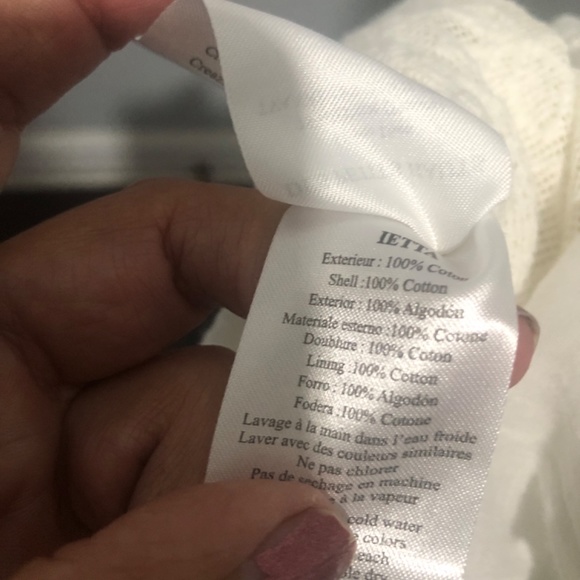 IETTA
Exterieur : 100% Coton
Shell :100% Cotton
Exterior : 100% Algodón
Materiale esterno :100% Cotone
Doublure : 100% Coton
Lining :100% Cotton
Forro : 100% Algodón
Fodera :100% Cotone
Lavage à la main dans l'eau froide
Laver avec des couleurs similaires
Ne pas chlorer
Pas de sechage en machine
à la vapeur
cold water
colors